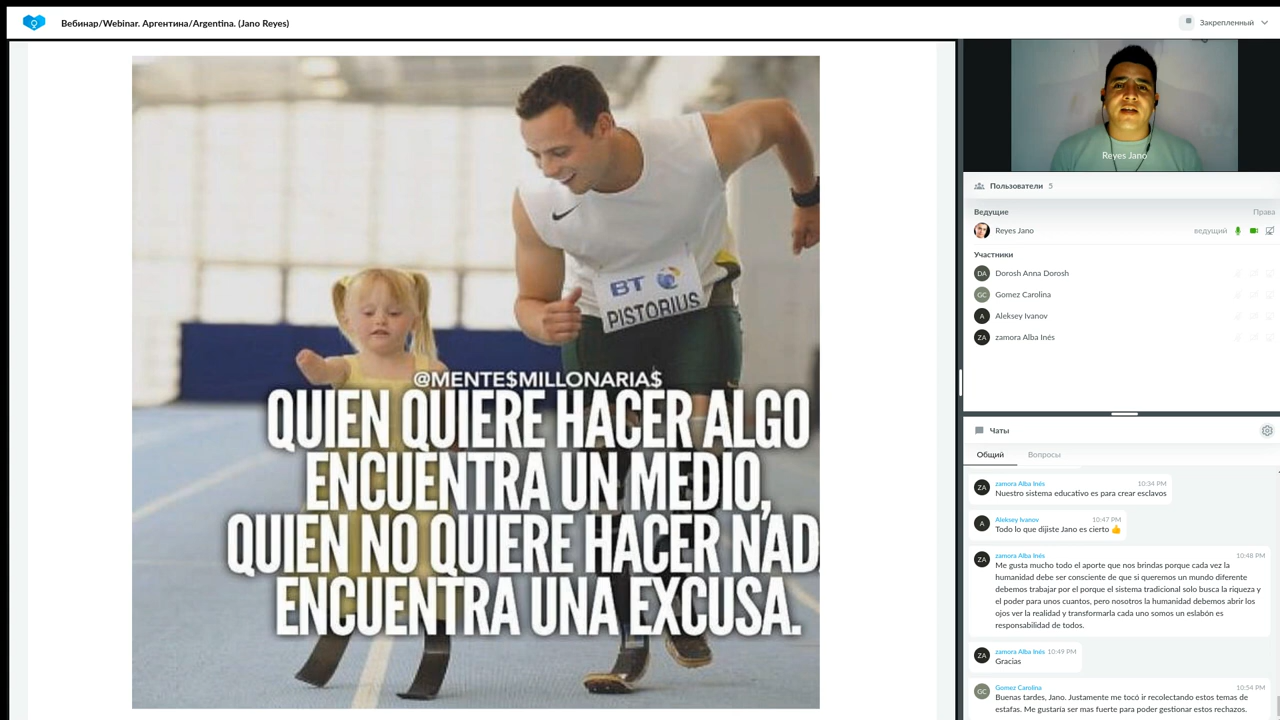 Вебинар/Webinar. Аргентина/Argentina. (Jano Reyes)
Закрепленный
BT
PISTORIUS
@MENTE$MILLONARIA$
QUIEN QUIERE HACER ALGO
ENCUENTRA UN MEDIO,
QUIEN NO QUIERE HACER NAD
ENCUENTRA UNA EXCUSA.
Reyes Jano
Пользователи 5
Ведущие Права
Reyes Jano ведущий
Участники
DA Dorosh Anna Dorosh
GC Gomez Carolina
A Aleksey Ivanov
ZA zamora Alba Inés
Чаты
Общий Вопросы
ZA zamora Alba Inés 10:34 PM
Nuestro sistema educativo es para crear esclavos
A Aleksey Ivanov 10:47 PM
Todo lo que dijiste Jano es cierto 👍
ZA zamora Alba Inés 10:48 PM
Me gusta mucho todo el aporte que nos brindas porque cada vez la
humanidad debe ser consciente de que si queremos un mundo diferente
debemos trabajar por el porque el sistema tradicional solo busca la riqueza y
el poder para unos cuantos, pero nosotros la humanidad debemos abrir los
ojos ver la realidad y transformarla cada uno somos un eslabón es
responsabilidad de todos.
ZA zamora Alba Inés 10:49 PM
Gracias
GC Gomez Carolina 10:54 PM
Buenas tardes, Jano. Justamente me tocó ir recolectando estos temas de
estafas. Me gustaria ser mas fuerte para poder gestionar estos rechazos.